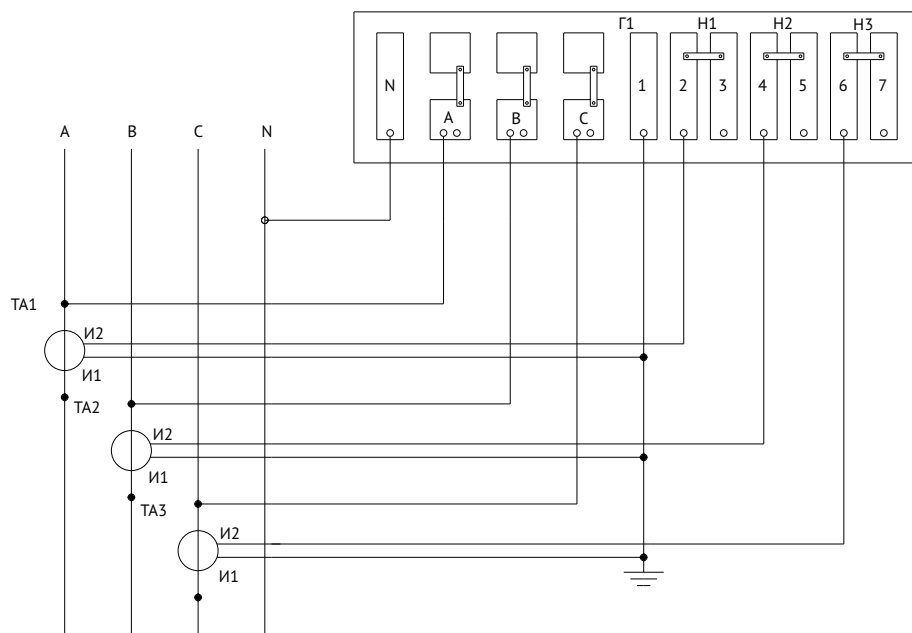 Г1 Н1 Н2 Н3
N 1 2 3 4 5 6 7
А В С
А В С N
ТА1
И2
И1
ТА2
И2
И1
ТА3
И2
И1